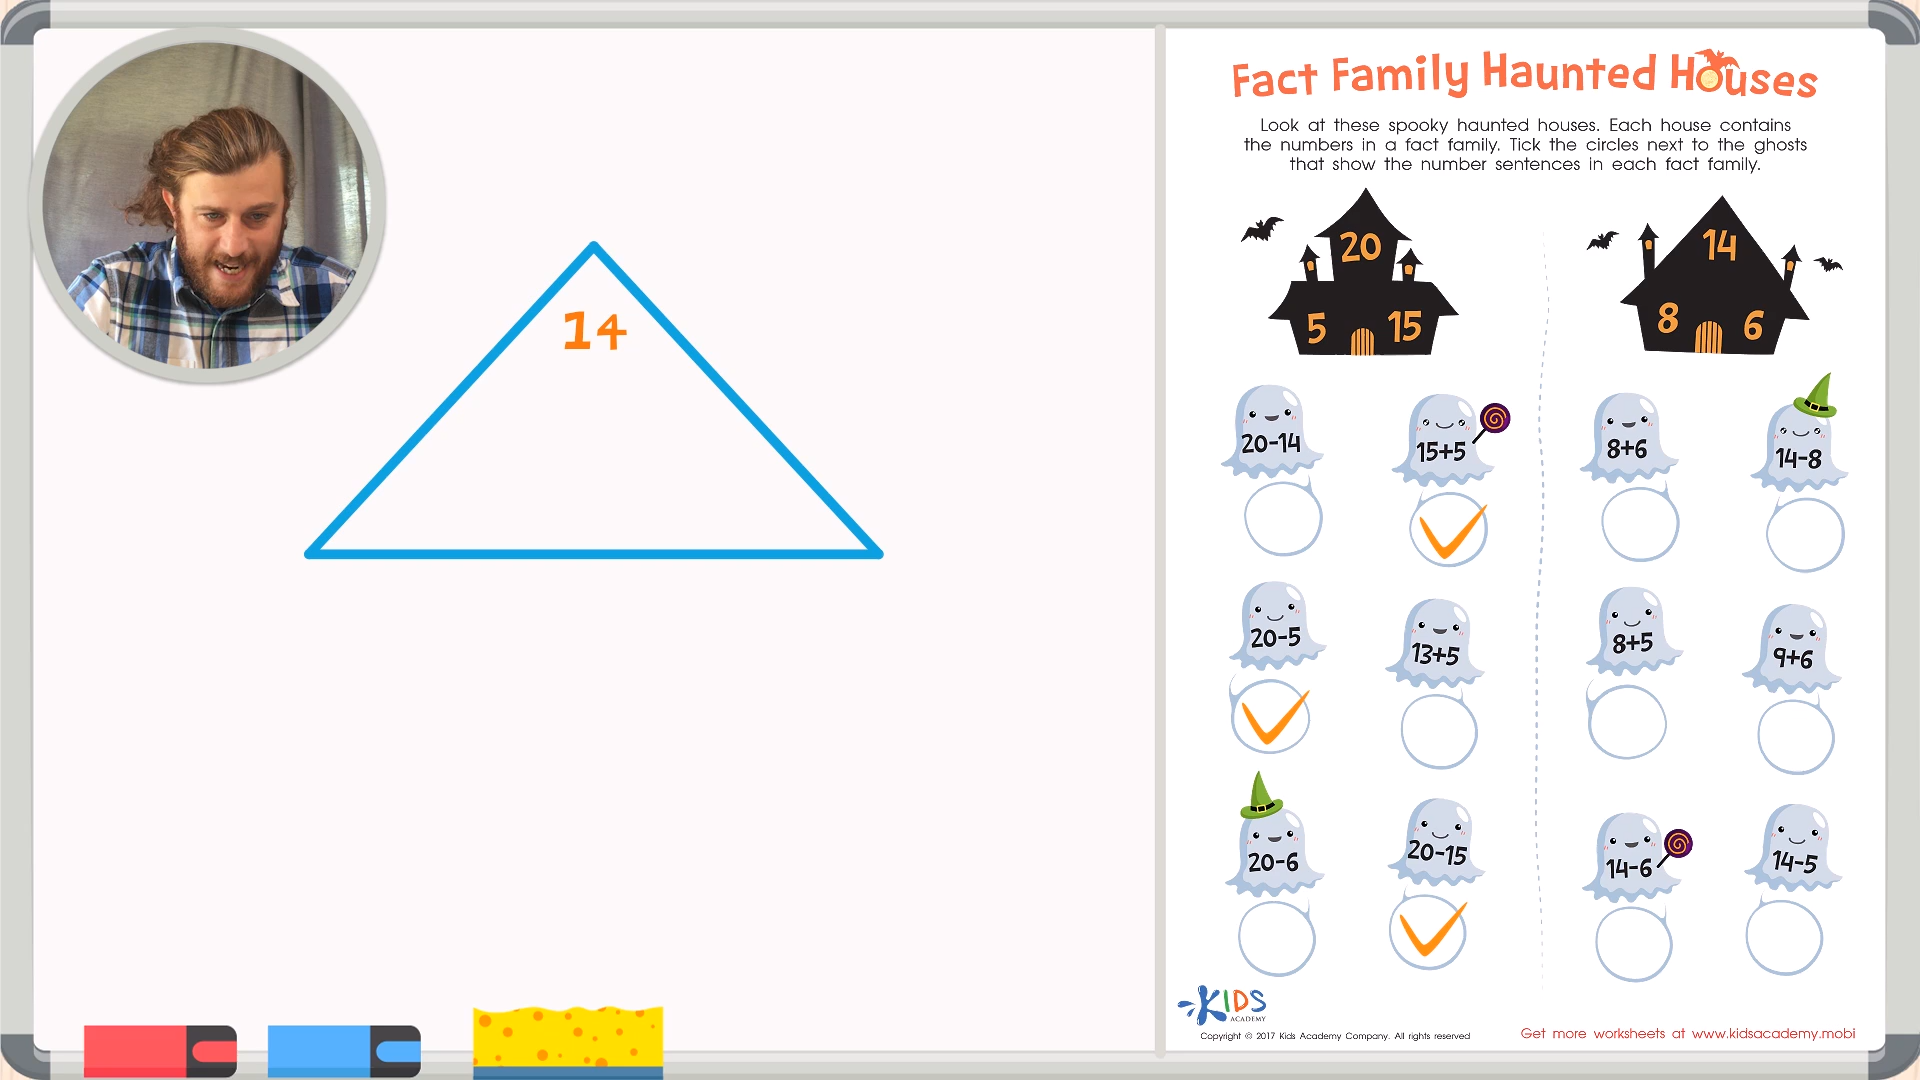 14
Fact Family Haunted Houses
Look at these spooky haunted houses. Each house contains
the numbers in a fact family. Tick the circles next to the ghosts
that show the number sentences in each fact family.
20
5 15
14
8 6
20-14
15+5
8+6
14-8
20-5
13+5
8+5
9+6
20-6
20-15
14-6
14-5
KIDS
ACADEMY
Copyright © 2017 Kids Academy Company. All rights reserved
Get more worksheets at www.kidsacademy.mobi